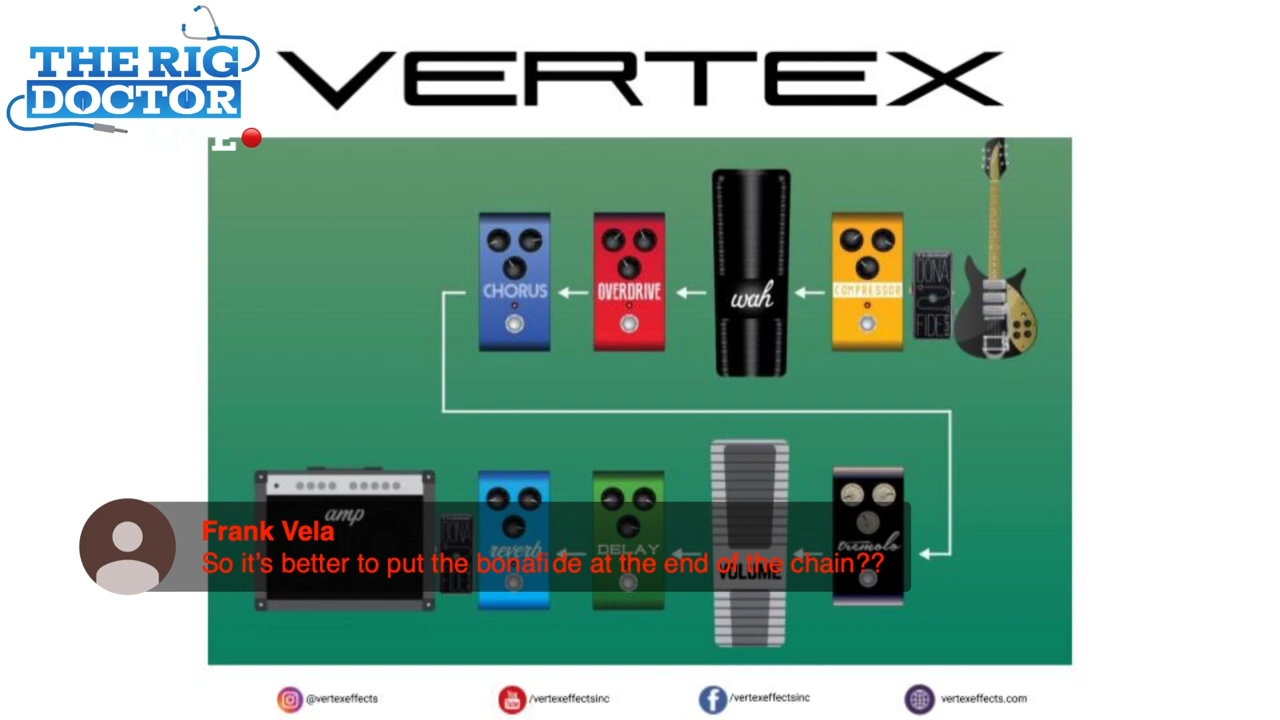 THE RIG
DOCTOR
VERTEX
CHORUS
OVERDRIVE
wah
COMPRESSOR
BONA
FIDE
amp
reverb
DELAY
VOLUME
tremolo
Frank Vela
So it's better to put the bonafide at the end of the chain??
@vertexeffects
/vertexeffectsinc
/vertexeffectsinc
vertexeffects.com